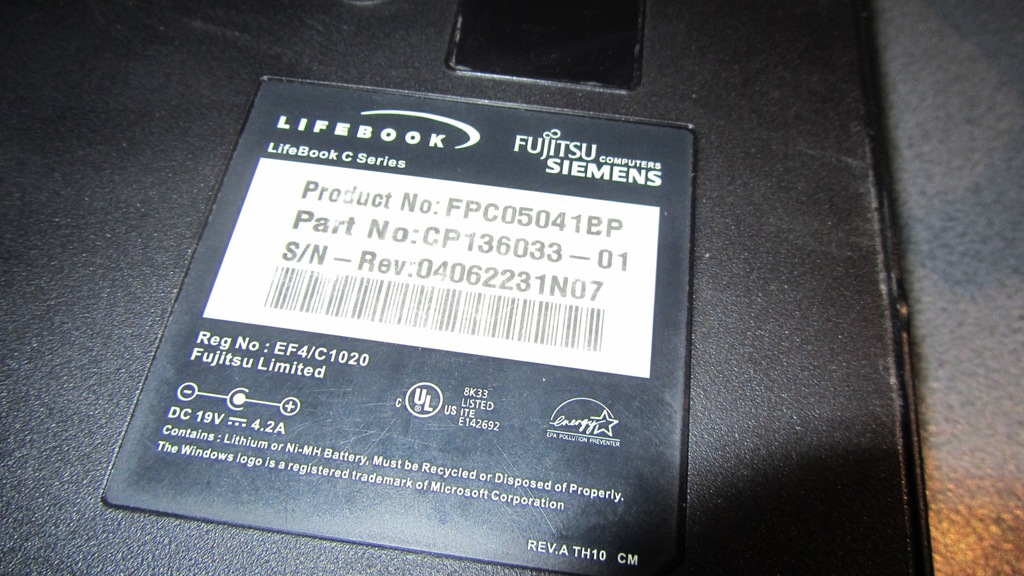 LIFEBOOK
FUJITSU COMPUTERS
SIEMENS
LifeBook C Series
Product No: FPC05041BP
Part No:CP136033-01
S/N-Rev:04062231N07
Reg No : EF4/C1020
Fujitsu Limited
DC 19V 4.2A
C UL US
8K33
LISTED
ITE
E142692
energy
EPA POLLUTION PREVENTER
Contains : Lithium or Ni-MH Battery, Must be Recycled or Disposed of Properly.
The Windows logo is a registered trademark of Microsoft Corporation
REV.A TH10 CM